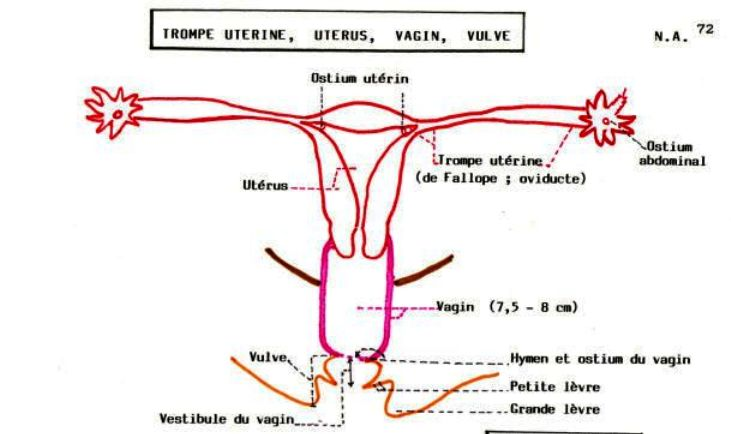 TROMPE UTERINE, UTERUS, VAGIN, VULVE
N.A. 72
Ostium utérin
Ostium
abdominal
Trompe utérine
(de Fallope ; oviducte)
Utérus
Vagin (7,5 - 8 cm)
Vulve
Hymen et ostium du vagin
Petite lèvre
Grande lèvre
Vestibule du vagin